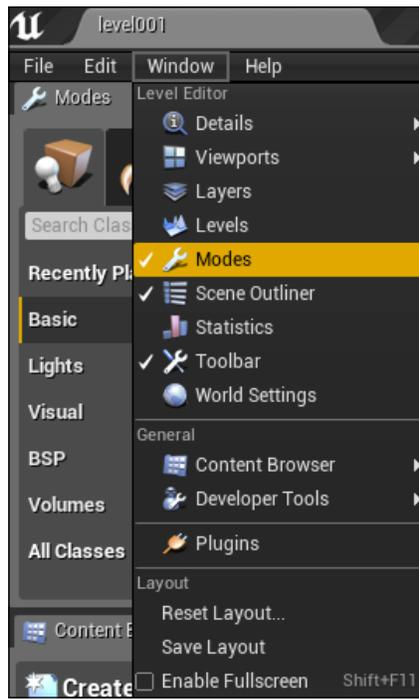 level001
File Edit Window Help
Modes
Search Clas
Recently Pl
Basic
Lights
Visual
BSP
Volumes
All Classes
Content
Create
Level Editor
Details
Viewports
Layers
Levels
Modes
Scene Outliner
Statistics
Toolbar
World Settings
General
Content Browser
Developer Tools
Plugins
Layout
Reset Layout...
Save Layout
Enable Fullscreen Shift+F11